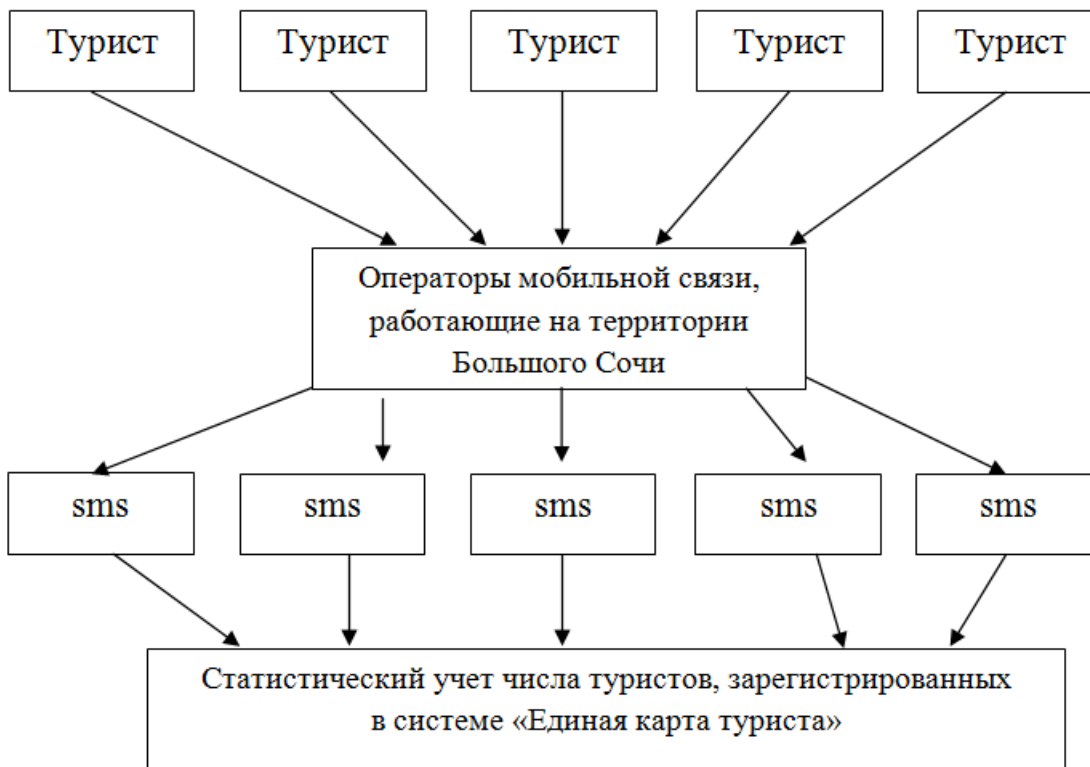 Турист
Турист
Турист
Турист
Турист
Операторы мобильной связи,
работающие на территории
Большого Сочи
sms
sms
sms
sms
sms
Статистический учет числа туристов, зарегистрированных
в системе «Единая карта туриста»